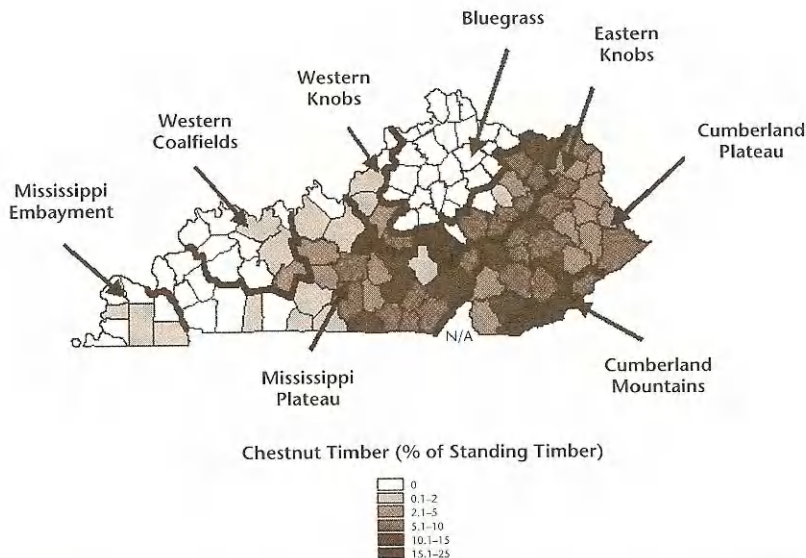 Bluegrass
Eastern
Knobs
Western
Knobs
Western
Coalfields
Cumberland
Plateau
Mississippi
Embayment
N/A
Mississippi
Plateau
Cumberland
Mountains
Chestnut Timber (% of Standing Timber)
0
0.1–2
2.1–5
5.1–10
10.1–15
15.1–25